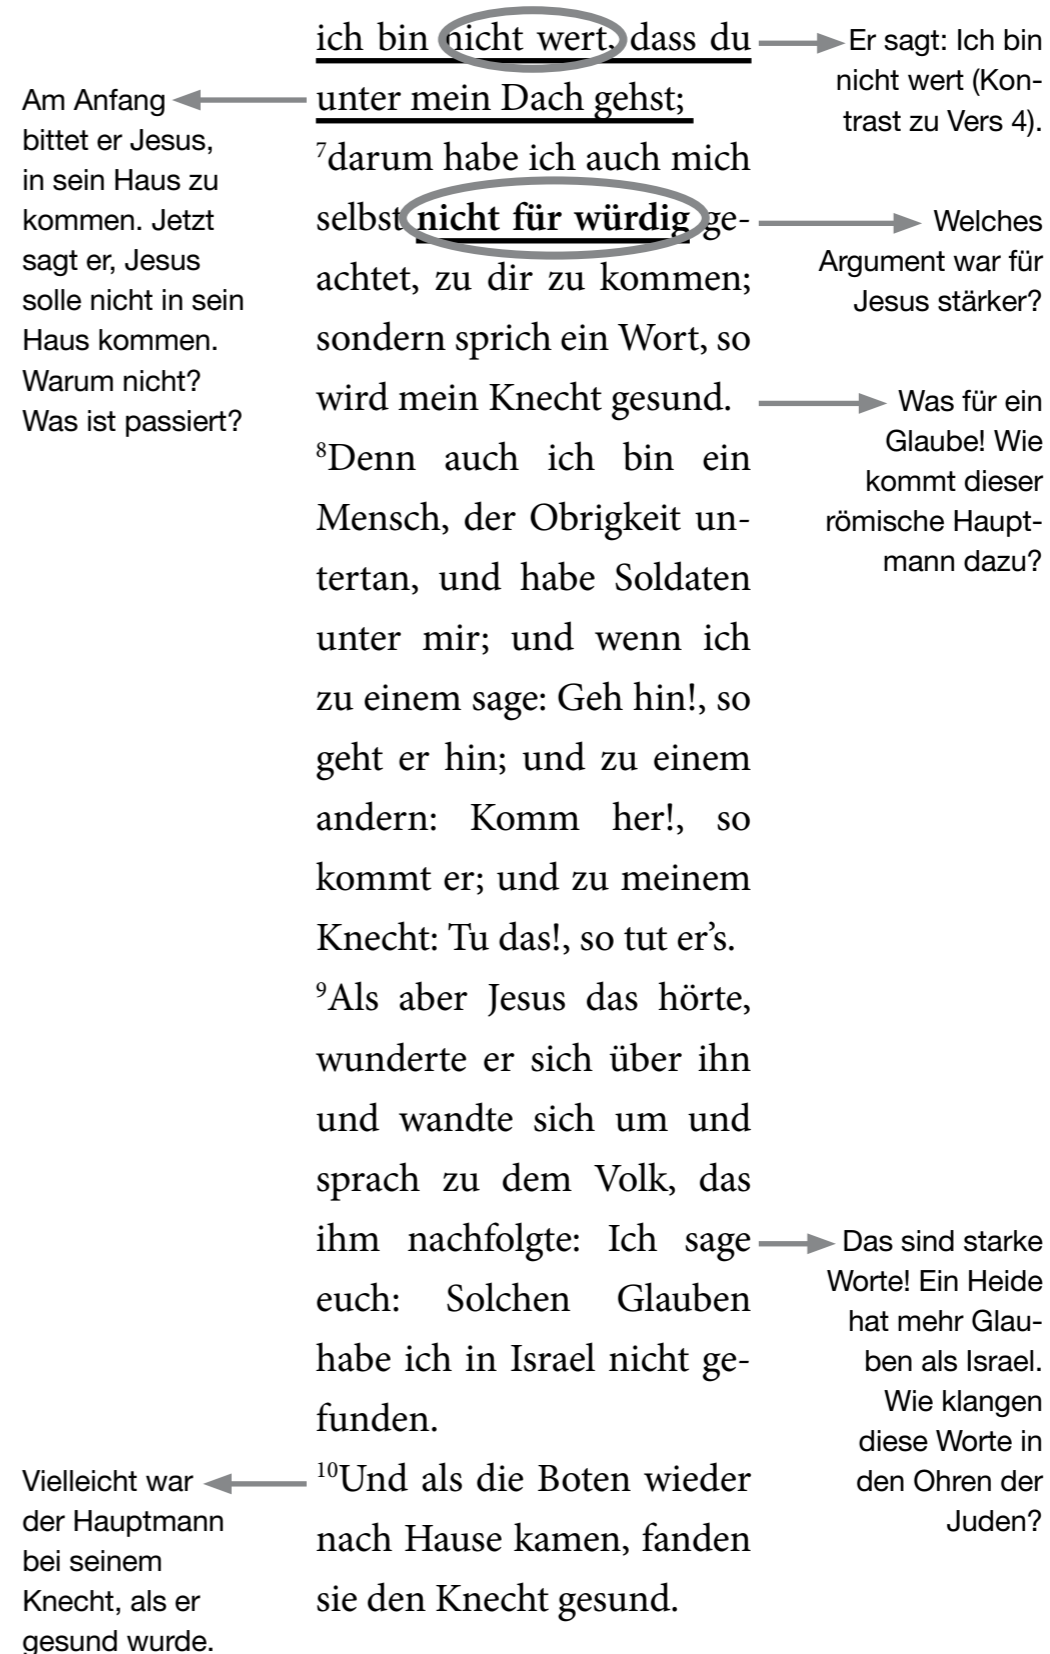 ich bin nicht wert, dass du
unter mein Dach gehst;
⁷darum habe ich auch mich
selbst nicht für würdig ge-
achtet, zu dir zu kommen;
sondern sprich ein Wort, so
wird mein Knecht gesund.
⁸Denn auch ich bin ein
Mensch, der Obrigkeit un-
tertan, und habe Soldaten
unter mir; und wenn ich
zu einem sage: Geh hin!, so
geht er hin; und zu einem
andern: Komm her!, so
kommt er; und zu meinem
Knecht: Tu das!, so tut er’s.
⁹Als aber Jesus das hörte,
wunderte er sich über ihn
und wandte sich um und
sprach zu dem Volk, das
ihm nachfolgte: Ich sage
euch: Solchen Glauben
habe ich in Israel nicht ge-
funden.
¹⁰Und als die Boten wieder
nach Hause kamen, fanden
sie den Knecht gesund.
Am Anfang
bittet er Jesus,
in sein Haus zu
kommen. Jetzt
sagt er, Jesus
solle nicht in sein
Haus kommen.
Warum nicht?
Was ist passiert?
Vielleicht war
der Hauptmann
bei seinem
Knecht, als er
gesund wurde.
Er sagt: Ich bin
nicht wert (Kon-
trast zu Vers 4).
Welches
Argument war für
Jesus stärker?
Was für ein
Glaube! Wie
kommt dieser
römische Haupt-
mann dazu?
Das sind starke
Worte! Ein Heide
hat mehr Glau-
ben als Israel.
Wie klangen
diese Worte in
den Ohren der
Juden?